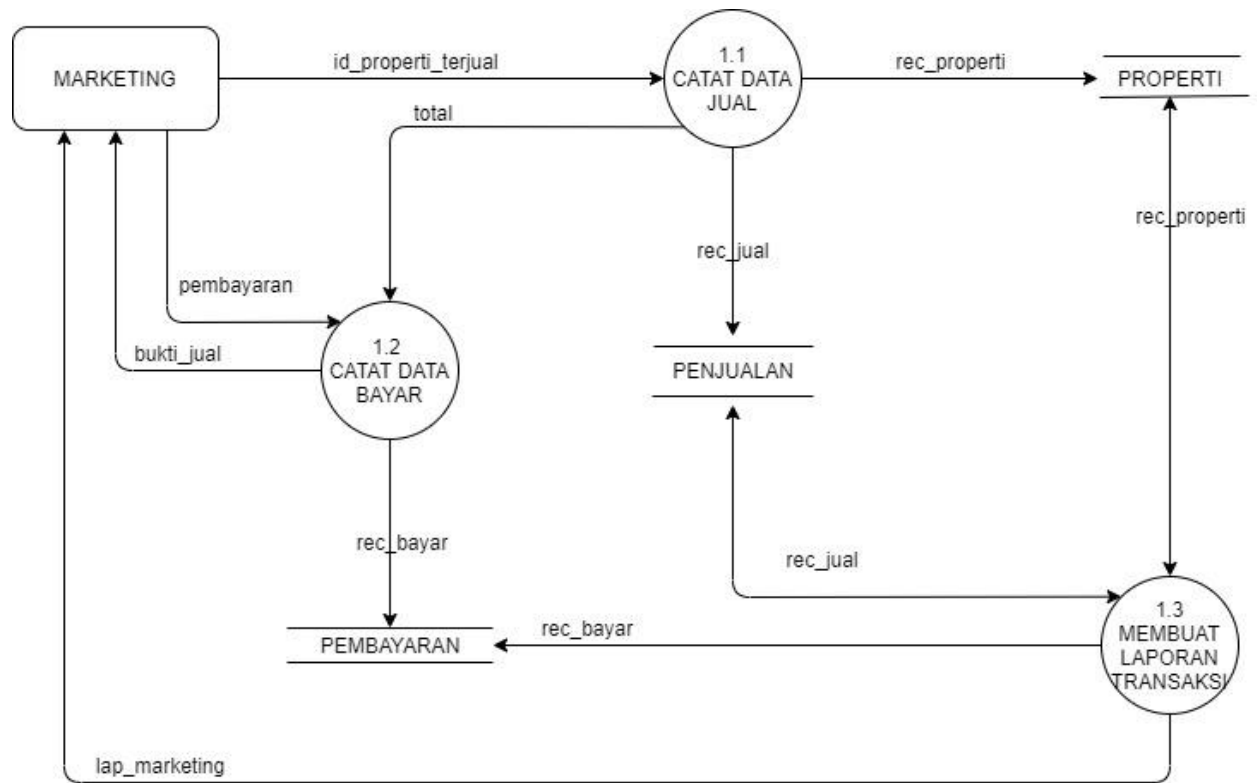 MARKETING
id_properti_terjual
1.1
CATAT DATA
JUAL
rec_properti
PROPERTI
total
rec_properti
rec_jual
pembayaran
bukti_jual
1.2
CATAT DATA
BAYAR
PENJUALAN
rec_bayar
rec_jual
1.3
MEMBUAT
LAPORAN
TRANSAKSI
rec_bayar
PEMBAYARAN
lap_marketing